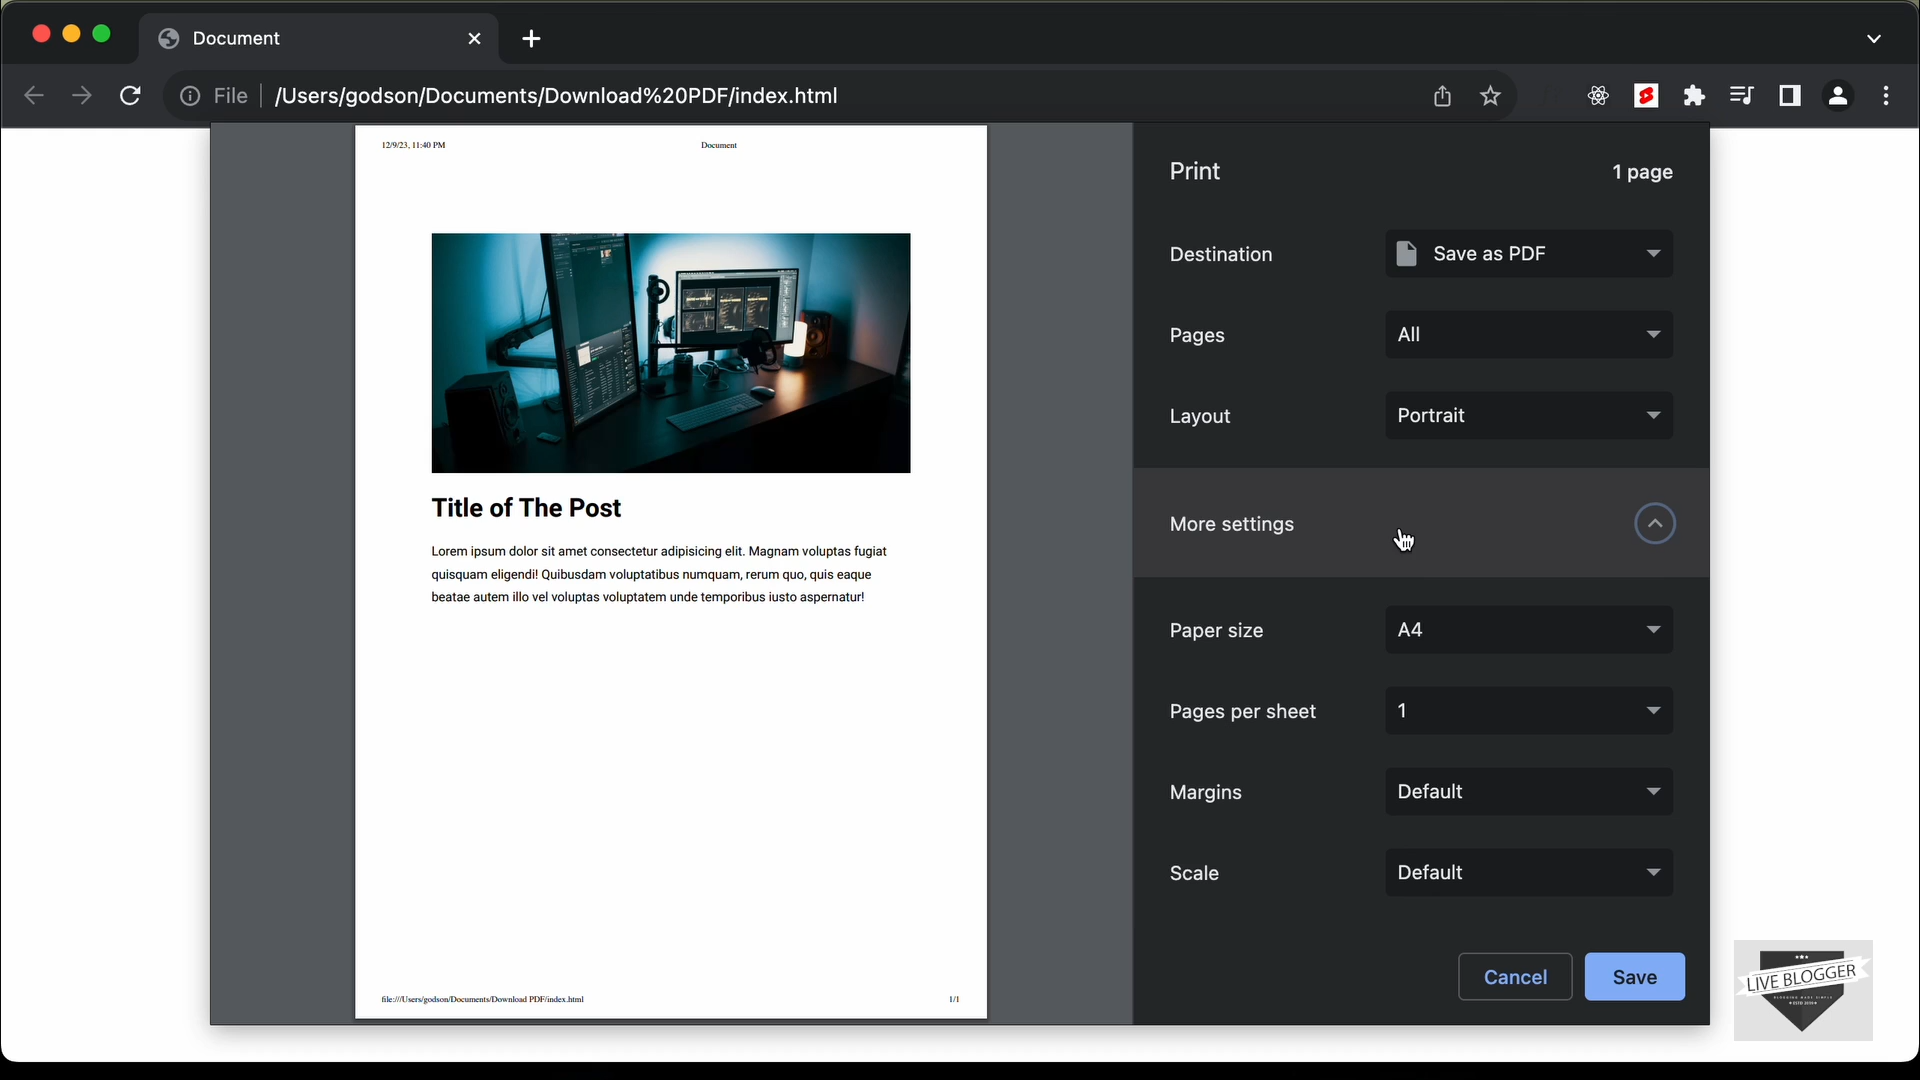 Document
File
/Users/godson/Documents/Download%20PDF/index.html
12/9/23, 11:40 PM
Document
Title of The Post
Lorem ipsum dolor sit amet consectetur adipisicing elit. Magnam voluptas fugiat
quisquam eligendi! Quibusdam voluptatibus numquam, rerum quo, quis eaque
beatae autem illo vel voluptas voluptatem unde temporibus iusto aspernatur!
file:///Users/godson/Documents/Download PDF/index.html
1/1
Print
1 page
Destination
Save as PDF
Pages
All
Layout
Portrait
More settings
Paper size
A4
Pages per sheet
1
Margins
Default
Scale
Default
Cancel
Save
LIVE BLOGGER